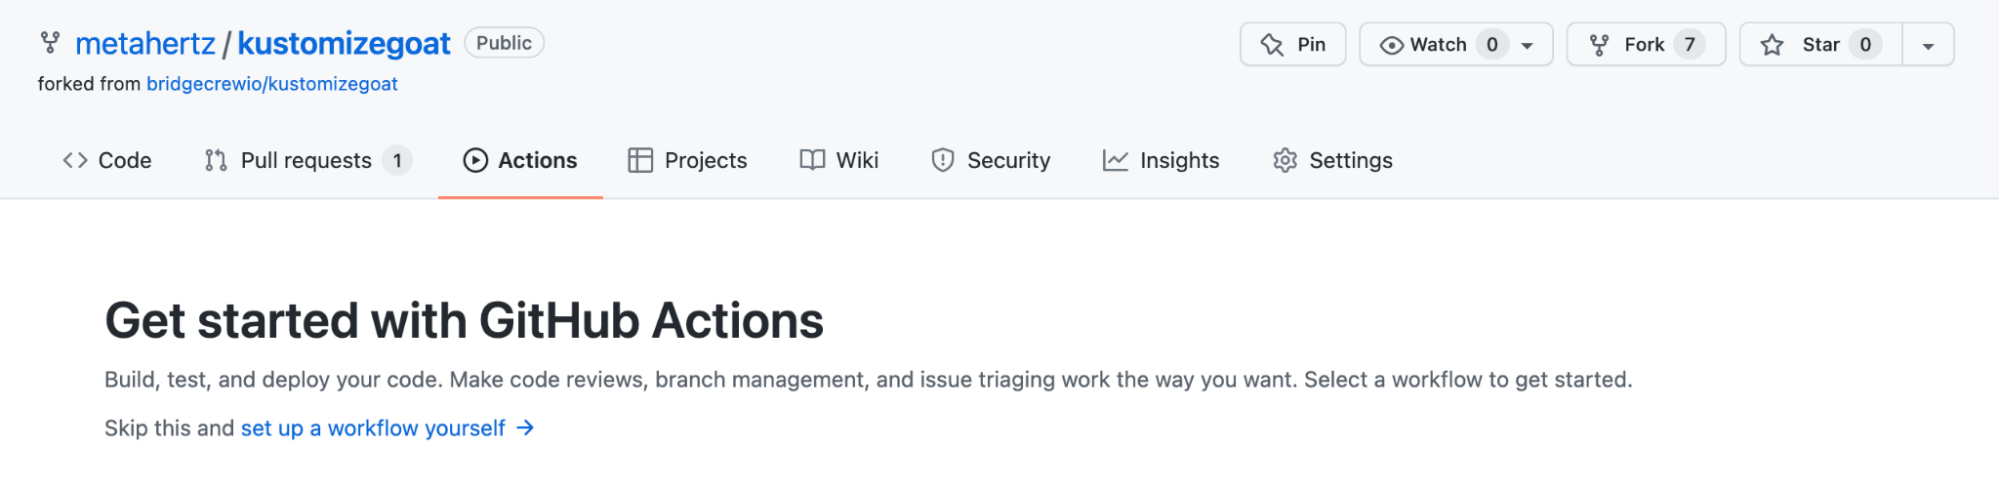 metahertz / kustomizegoat Public Pin Watch 0 Fork 7 Star 0
forked from bridgecrewio/kustomizegoat
Code Pull requests 1 Actions Projects Wiki Security Insights Settings
Get started with GitHub Actions
Build, test, and deploy your code. Make code reviews, branch management, and issue triaging work the way you want. Select a workflow to get started.
Skip this and set up a workflow yourself →